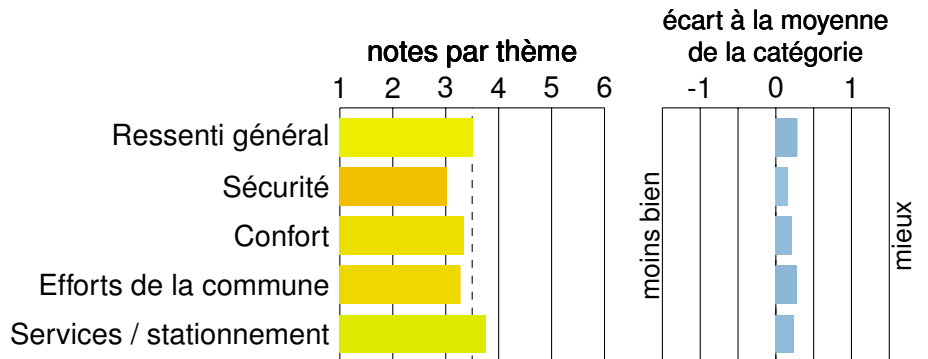 notes par thème
1 2 3 4 5 6
Ressenti général
Sécurité
Confort
Efforts de la commune
Services / stationnement
écart à la moyenne
de la catégorie
-1 0 1
moins bien
mieux